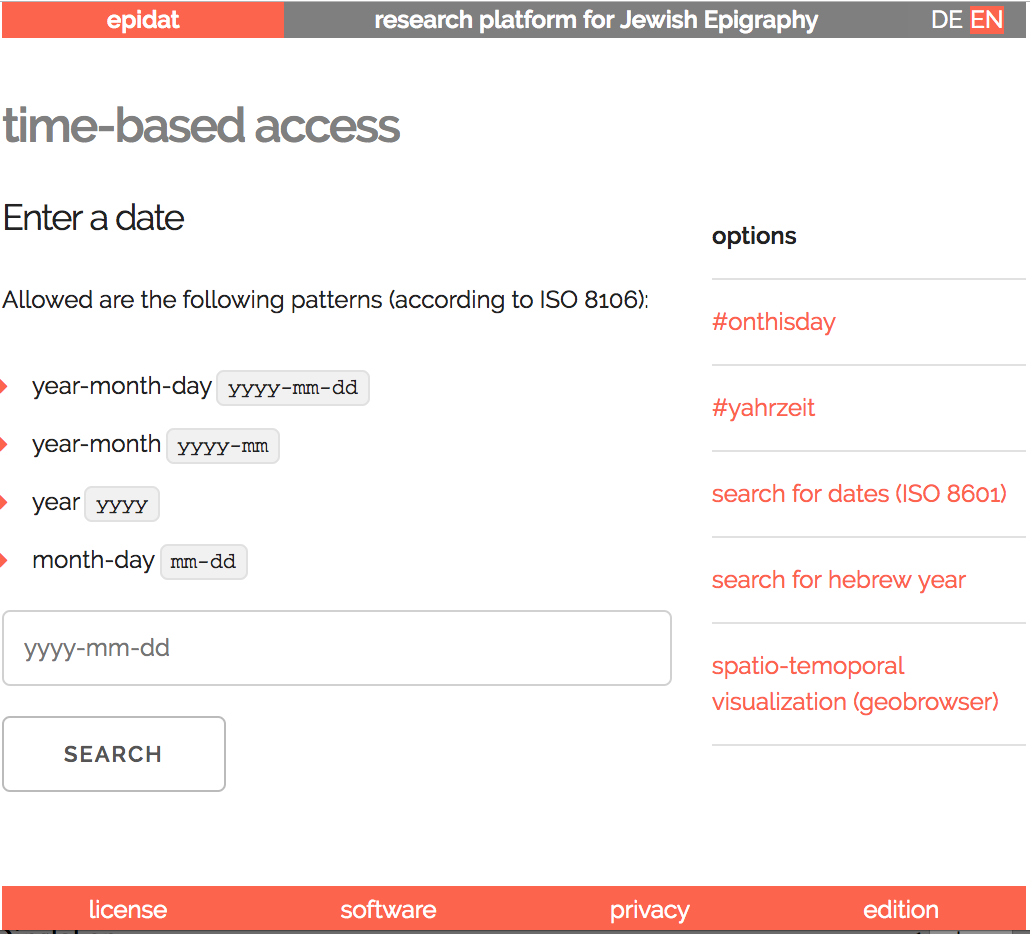 epidat
research platform for Jewish Epigraphy
DE EN
time-based access
Enter a date
Allowed are the following patterns (according to ISO 8106):
year-month-day yyyy-mm-dd
year-month yyyy-mm
year yyyy
month-day mm-dd
yyyy-mm-dd
SEARCH
options
#onthisday
#yahrzeit
search for dates (ISO 8601)
search for hebrew year
spatio-temoporal
visualization (geobrowser)
license
software
privacy
edition